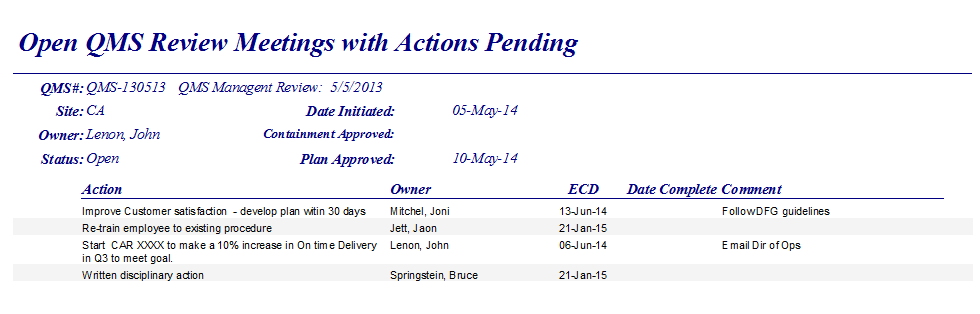 Open QMS Review Meetings with Actions Pending
QMS#: QMS-130513 QMS Managent Review: 5/5/2013
Site: CA Date Initiated: 05-May-14
Owner: Lenon, John Containment Approved:
Status: Open Plan Approved: 10-May-14
Action Owner ECD Date Complete Comment
Improve Customer satisfaction - develop plan witin 30 days Mitchel, Joni 13-Jun-14 Follow DFG guidelines
Re-train employee to existing procedure Jett, Jaon 21-Jan-15
Start CAR XXXX to make a 10% increase in On time Delivery Lenon, John 06-Jun-14 Email Dir of Ops
in Q3 to meet goal.
Written disciplinary action Springstein, Bruce 21-Jan-15